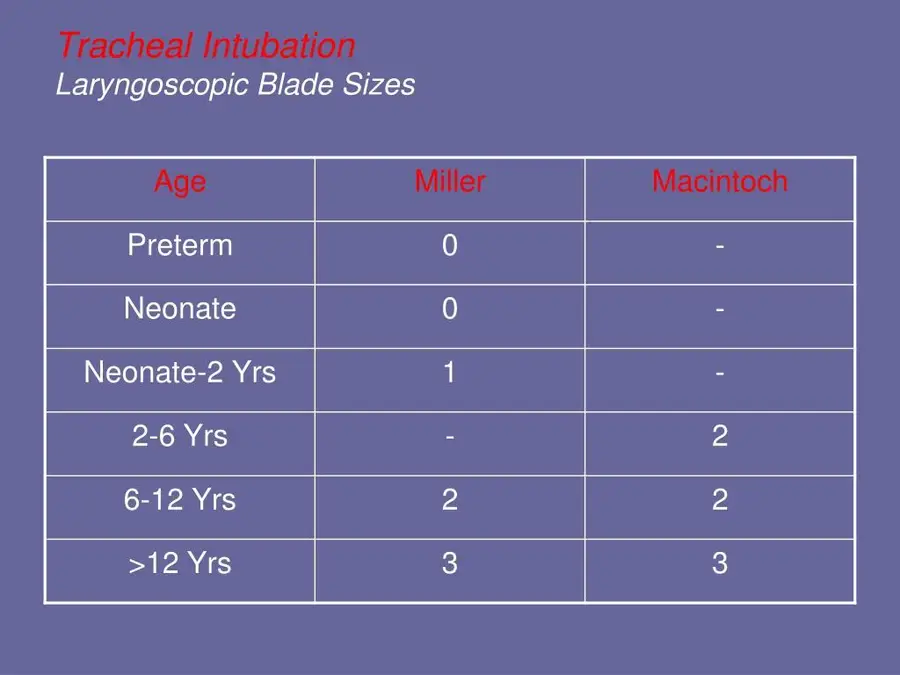 Tracheal Intubation
Laryngoscopic Blade Sizes
Age Miller Macintoch
Preterm 0 -
Neonate 0 -
Neonate-2 Yrs 1 -
2-6 Yrs - 2
6-12 Yrs 2 2
>12 Yrs 3 3